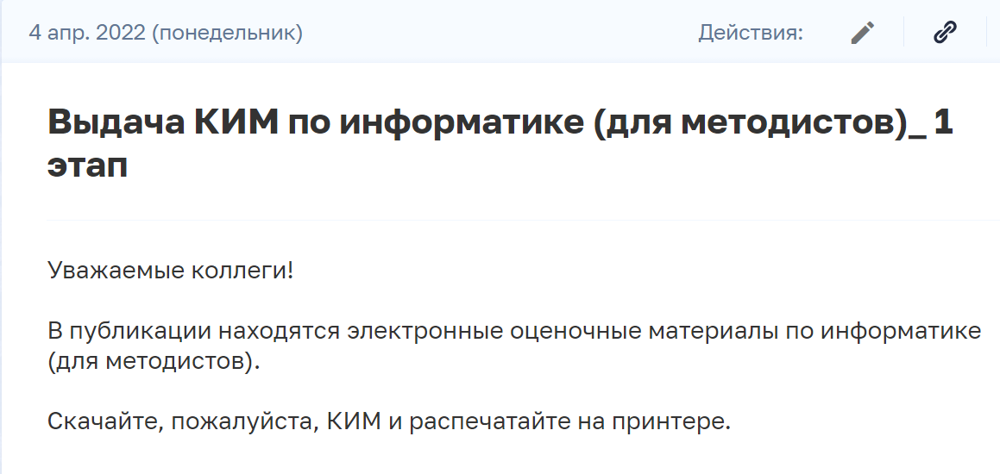 4 апр. 2022 (понедельник)
Действия:
Выдача КИМ по информатике (для методистов)_ 1
этап
Уважаемые коллеги!
В публикации находятся электронные оценочные материалы по информатике
(для методистов).
Скачайте, пожалуйста, КИМ и распечатайте на принтере.